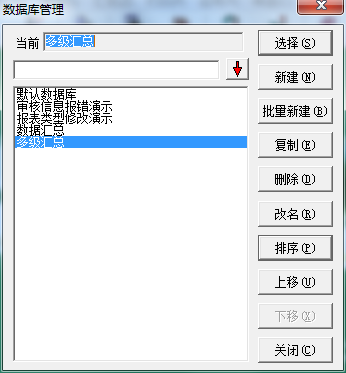 数据库管理
当前 多级汇总
选择(S)
新建(N)
默认数据库
审核信息报错演示
报表类型修改演示
数据汇总
多级汇总
批量新建(B)
复制(E)
删除(D)
改名(R)
排序(P)
上移(U)
下移(X)
关闭(C)